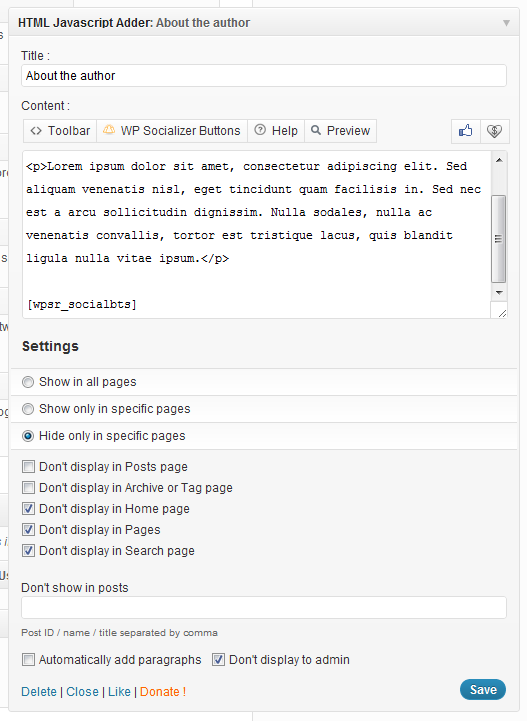 HTML Javascript Adder: About the author
Title :
About the author
Content :
Toolbar WP Socializer Buttons Help Preview
<p>Lorem ipsum dolor sit amet, consectetur adipiscing elit. Sed
aliquam venenatis nisl, eget tincidunt quam facilisis in. Sed nec
est a arcu sollicitudin dignissim. Nulla sodales, nulla ac
venenatis convallis, tortor est tristique lacus, quis blandit
ligula nulla vitae ipsum.</p>
[wpsr_socialbts]
Settings
Show in all pages
Show only in specific pages
Hide only in specific pages
Don't display in Posts page
Don't display in Archive or Tag page
Don't display in Home page
Don't display in Pages
Don't display in Search page
Don't show in posts
Post ID / name / title separated by comma
Automatically add paragraphs Don't display to admin
Delete | Close | Like | Donate ! Save